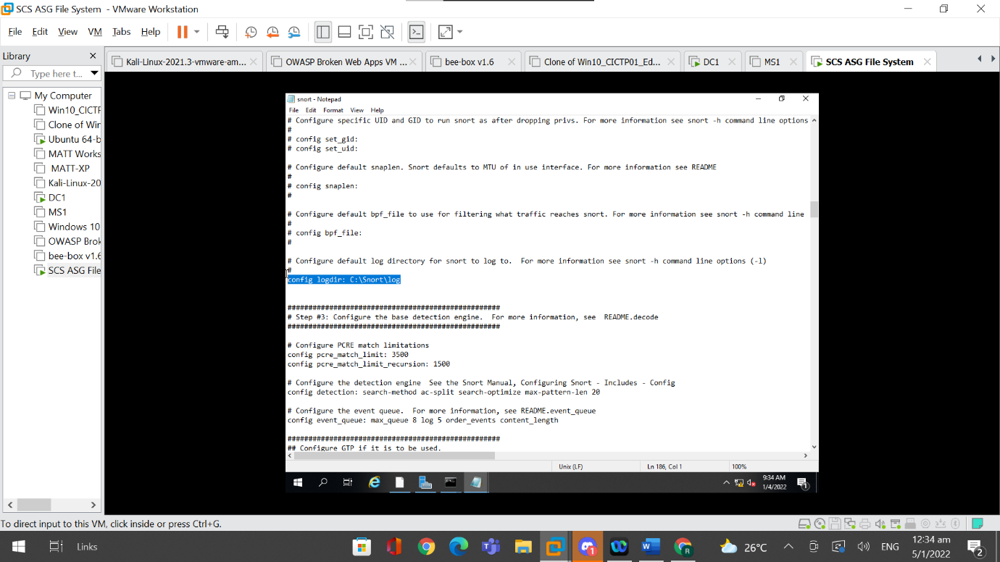 SCS ASG File System - VMware Workstation
File Edit View VM Tabs Help
Library
Type here t...
My Computer
Win10_CICTF
Clone of Wir
Ubuntu 64-b
MATT Works
MATT-XP
Kali-Linux-20
DC1
MS1
Windows 10
OWASP Brok
bee-box v1.6
SCS ASG File
Kali-Linux-2021.3-vmware-am...
OWASP Broken Web Apps VM ...
bee-box v1.6
Clone of Win10_CICTP01_Ed...
DC1
MS1
SCS ASG File System
snort - Notepad
File Edit Format View Help
# Configure specific UID and GID to run snort as after dropping privs. For more information see snort -h command line options
#
# config set_gid:
# config set_uid:
# Configure default snaplen. Snort defaults to MTU of in use interface. For more information see README
#
# config snaplen:
#
# Configure default bpf_file to use for filtering what traffic reaches snort. For more information see snort -h command line
#
# config bpf_file:
#
# Configure default log directory for snort to log to.  For more information see snort -h command line options (-l)
#
config logdir: C:\Snort\log
###################################################
# Step #3: Configure the base detection engine.  For more information, see  README.decode
###################################################
# Configure PCRE match limitations
config pcre_match_limit: 3500
config pcre_match_limit_recursion: 1500
# Configure the detection engine  See the Snort Manual, Configuring Snort - Includes - Config
config detection: search-method ac-split search-optimize max-pattern-len 20
# Configure the event queue.  For more information, see README.event_queue
config event_queue: max_queue 8 log 5 order_events content_length
###################################################
## Configure GTP if it is to be used.
Unix (LF)
Ln 186, Col 1
100%
9:34 AM
1/4/2022
1
To direct input to this VM, click inside or press Ctrl+G.
Links
1
26°C
ENG
12:34 am
5/1/2022
2